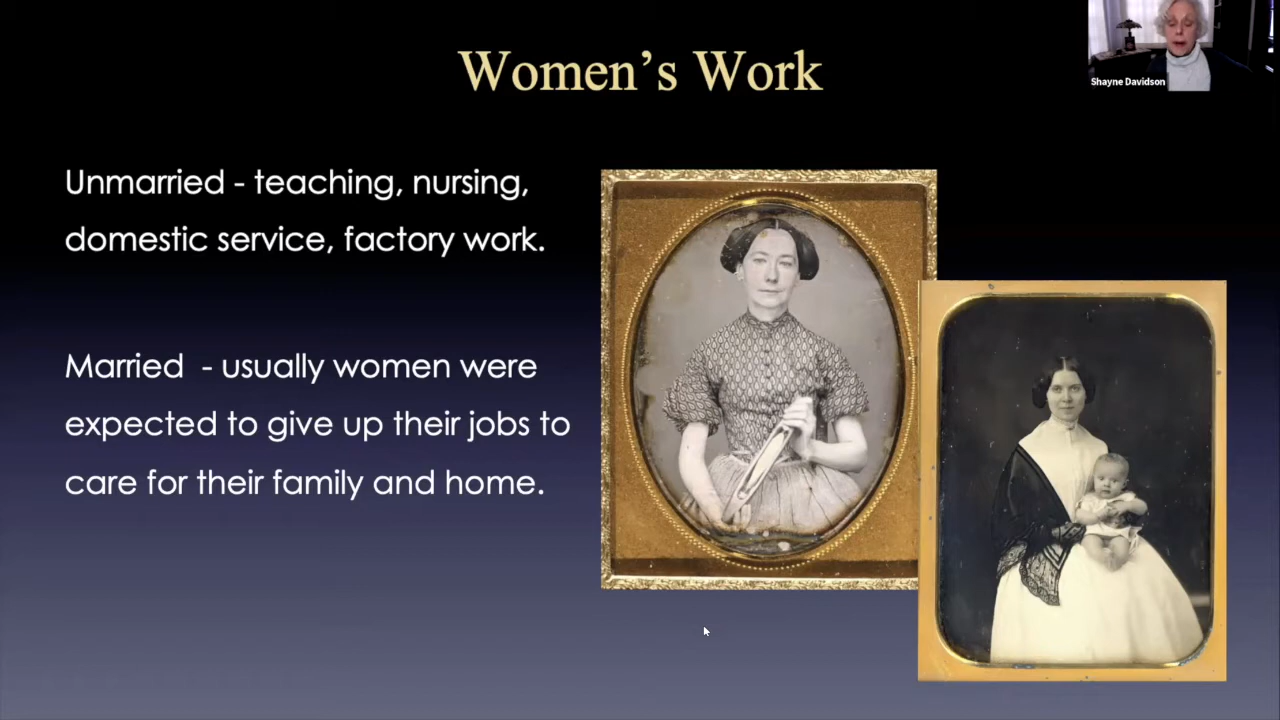 Women's Work
Shayne Davidson
Unmarried - teaching, nursing,
domestic service, factory work.
Married - usually women were
expected to give up their jobs to
care for their family and home.